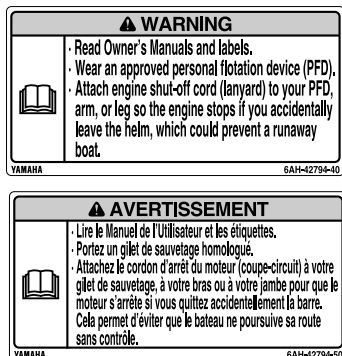 WARNING
· Read Owner's Manuals and labels.
· Wear an approved personal flotation device (PFD).
· Attach engine shut-off cord (lanyard) to your PFD,
arm, or leg so the engine stops if you accidentally
leave the helm, which could prevent a runaway
boat.
YAMAHA 6AH-42794-40
AVERTISSEMENT
· Lire le Manuel de l'Utilisateur et les étiquettes.
· Portez un gilet de sauvetage homologué.
· Attachez le cordon d'arrêt du moteur (coupe-circuit) à votre
gilet de sauvetage, à votre bras ou à votre jambe pour que le
moteur s'arrête si vous quittez accidentellement la barre.
Cela permet d'éviter que le bateau ne poursuive sa route
sans contrôle.
YAMAHA 6AH-42794-50